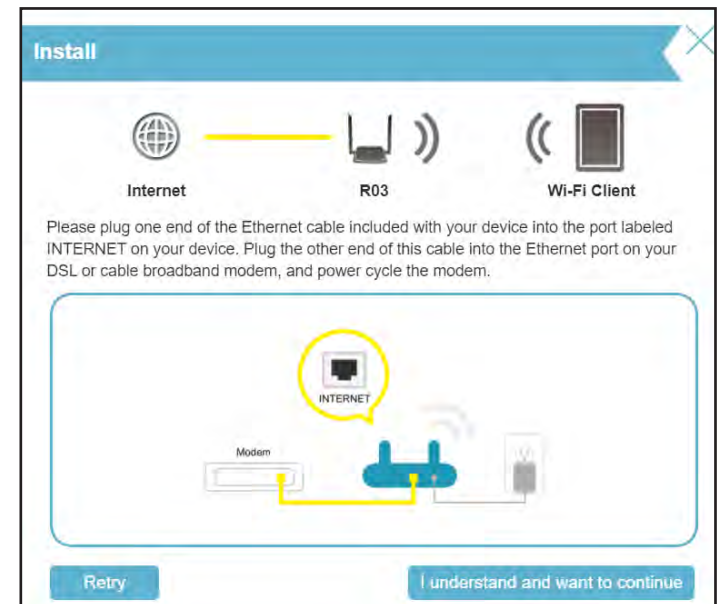 Install
Internet R03 Wi-Fi Client
Please plug one end of the Ethernet cable included with your device into the port labeled
INTERNET on your device. Plug the other end of this cable into the Ethernet port on your
DSL or cable broadband modem, and power cycle the modem.
INTERNET
Modem
Retry I understand and want to continue